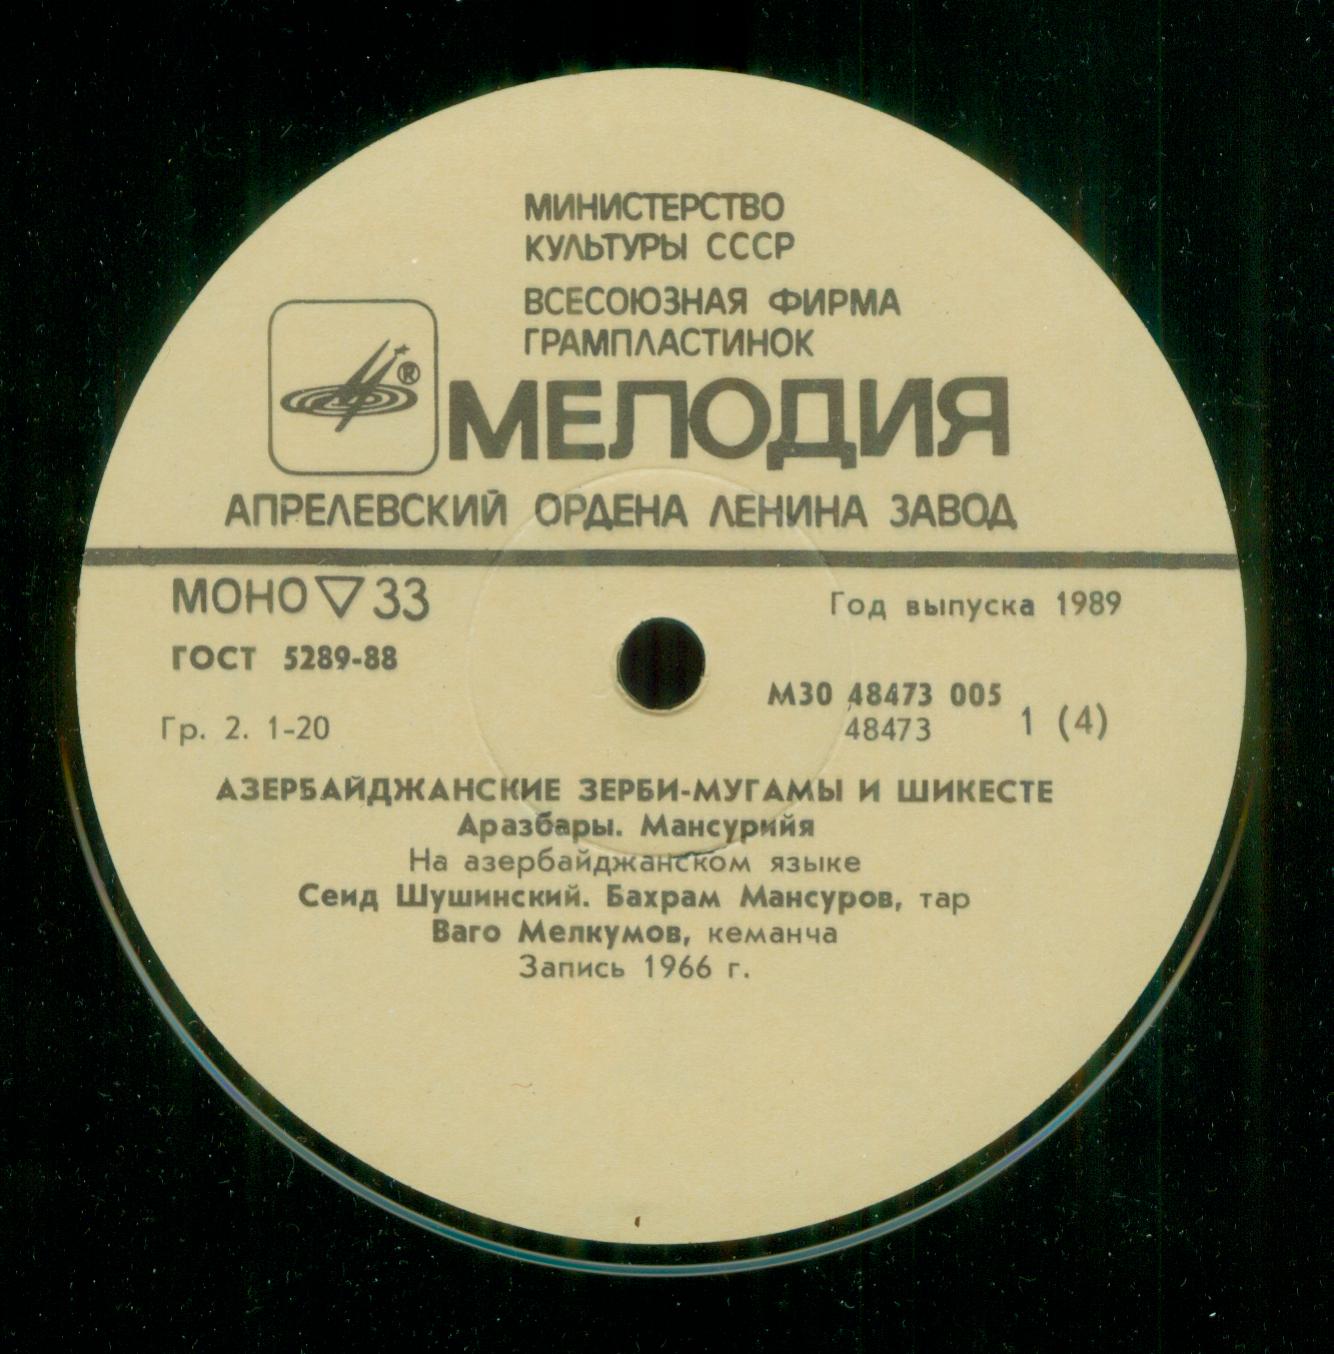 МИНИСТЕРСТВО
КУЛЬТУРЫ СССР
ВСЕСОЮЗНАЯ ФИРМА
ГРАМПЛАСТИНОК
®
МЕЛОДИЯ
АПРЕЛЕВСКИЙ ОРДЕНА ЛЕНИНА ЗАВОД
МОНО ▽ 33
Год выпуска 1989
ГОСТ 5289-88
М30 48473 005
Гр. 2. 1-20
48473 1 (4)
АЗЕРБАЙДЖАНСКИЕ ЗЕРБИ-МУГАМЫ И ШИКЕСТЕ
Аразбары. Мансурийя
На азербайджанском языке
Сеид Шушинский. Бахрам Мансуров, тар
Ваго Мелкумов, кеманча
Запись 1966 г.